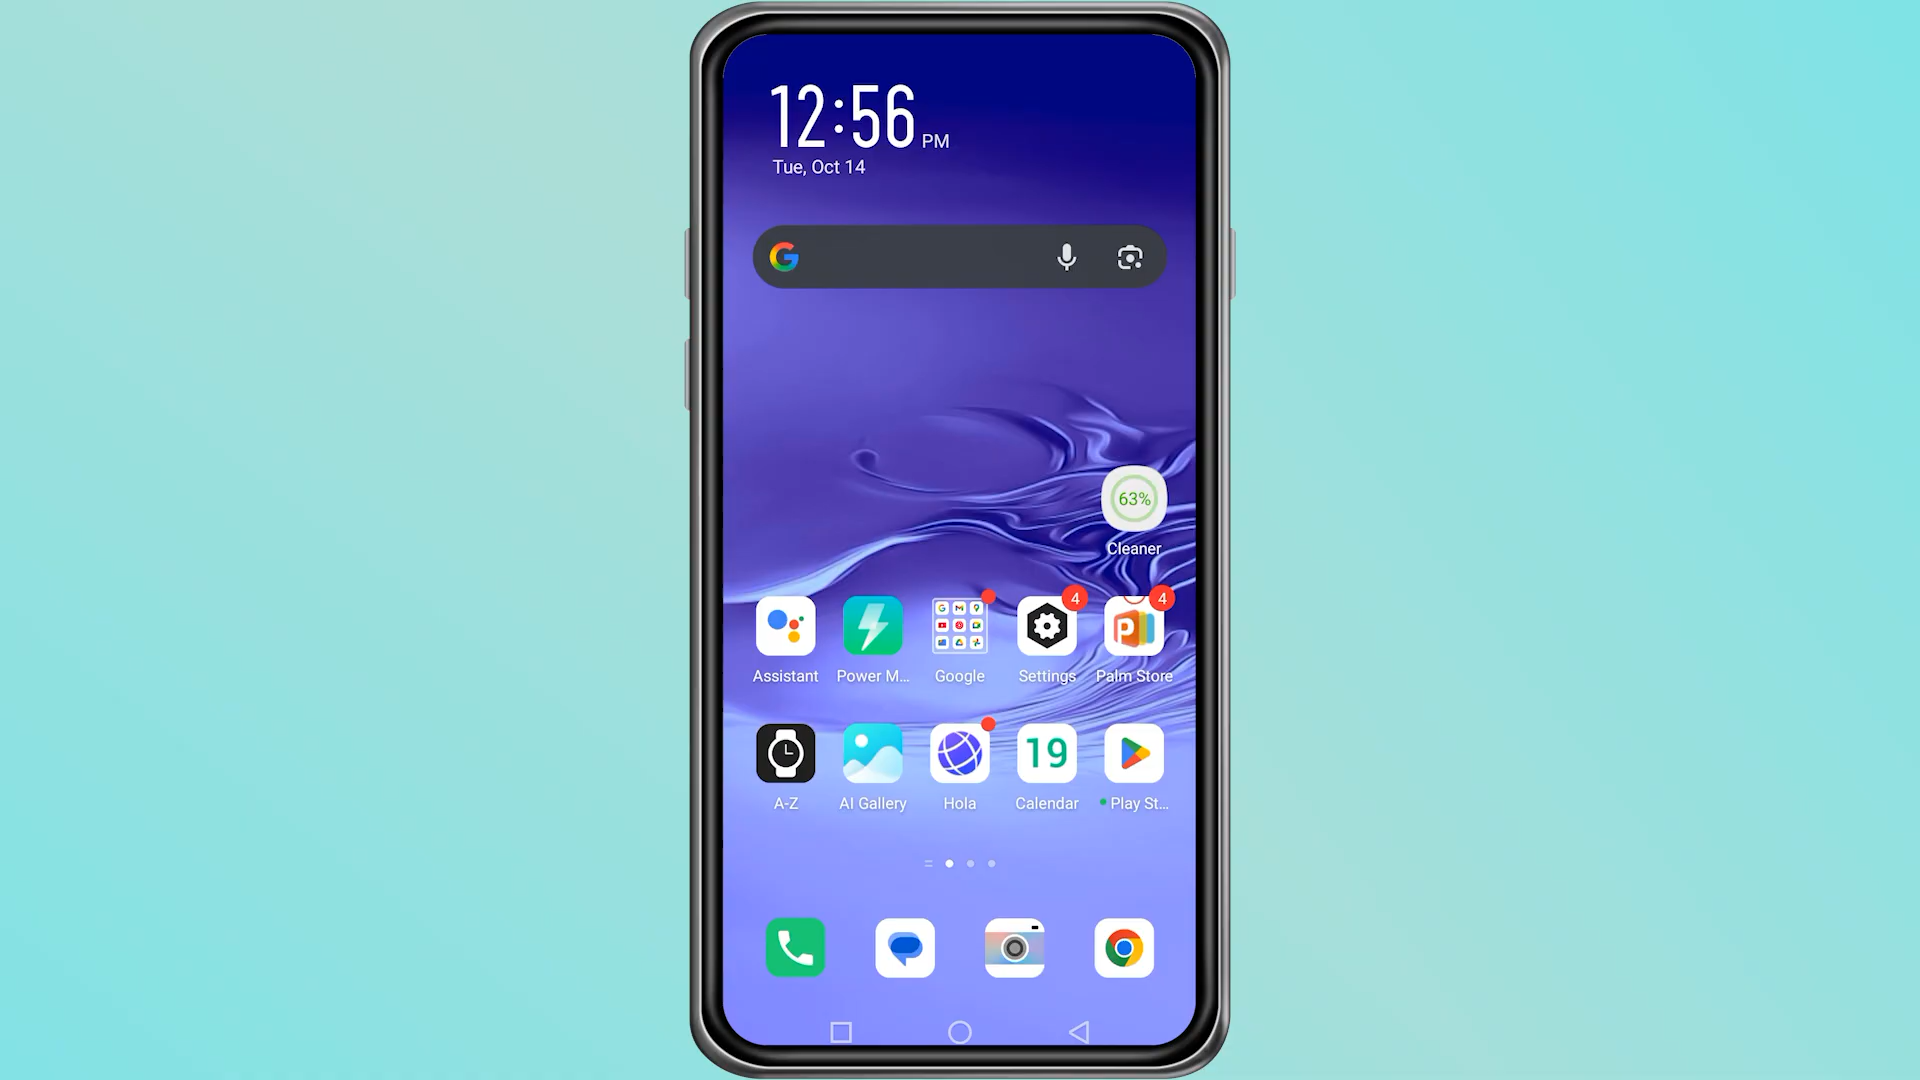 12:56 PM
Tue, Oct 14
63%
Cleaner
4
4
Assistant
Power M...
Google
Settings
Palm Store
19
A-Z
AI Gallery
Hola
Calendar
Play St...